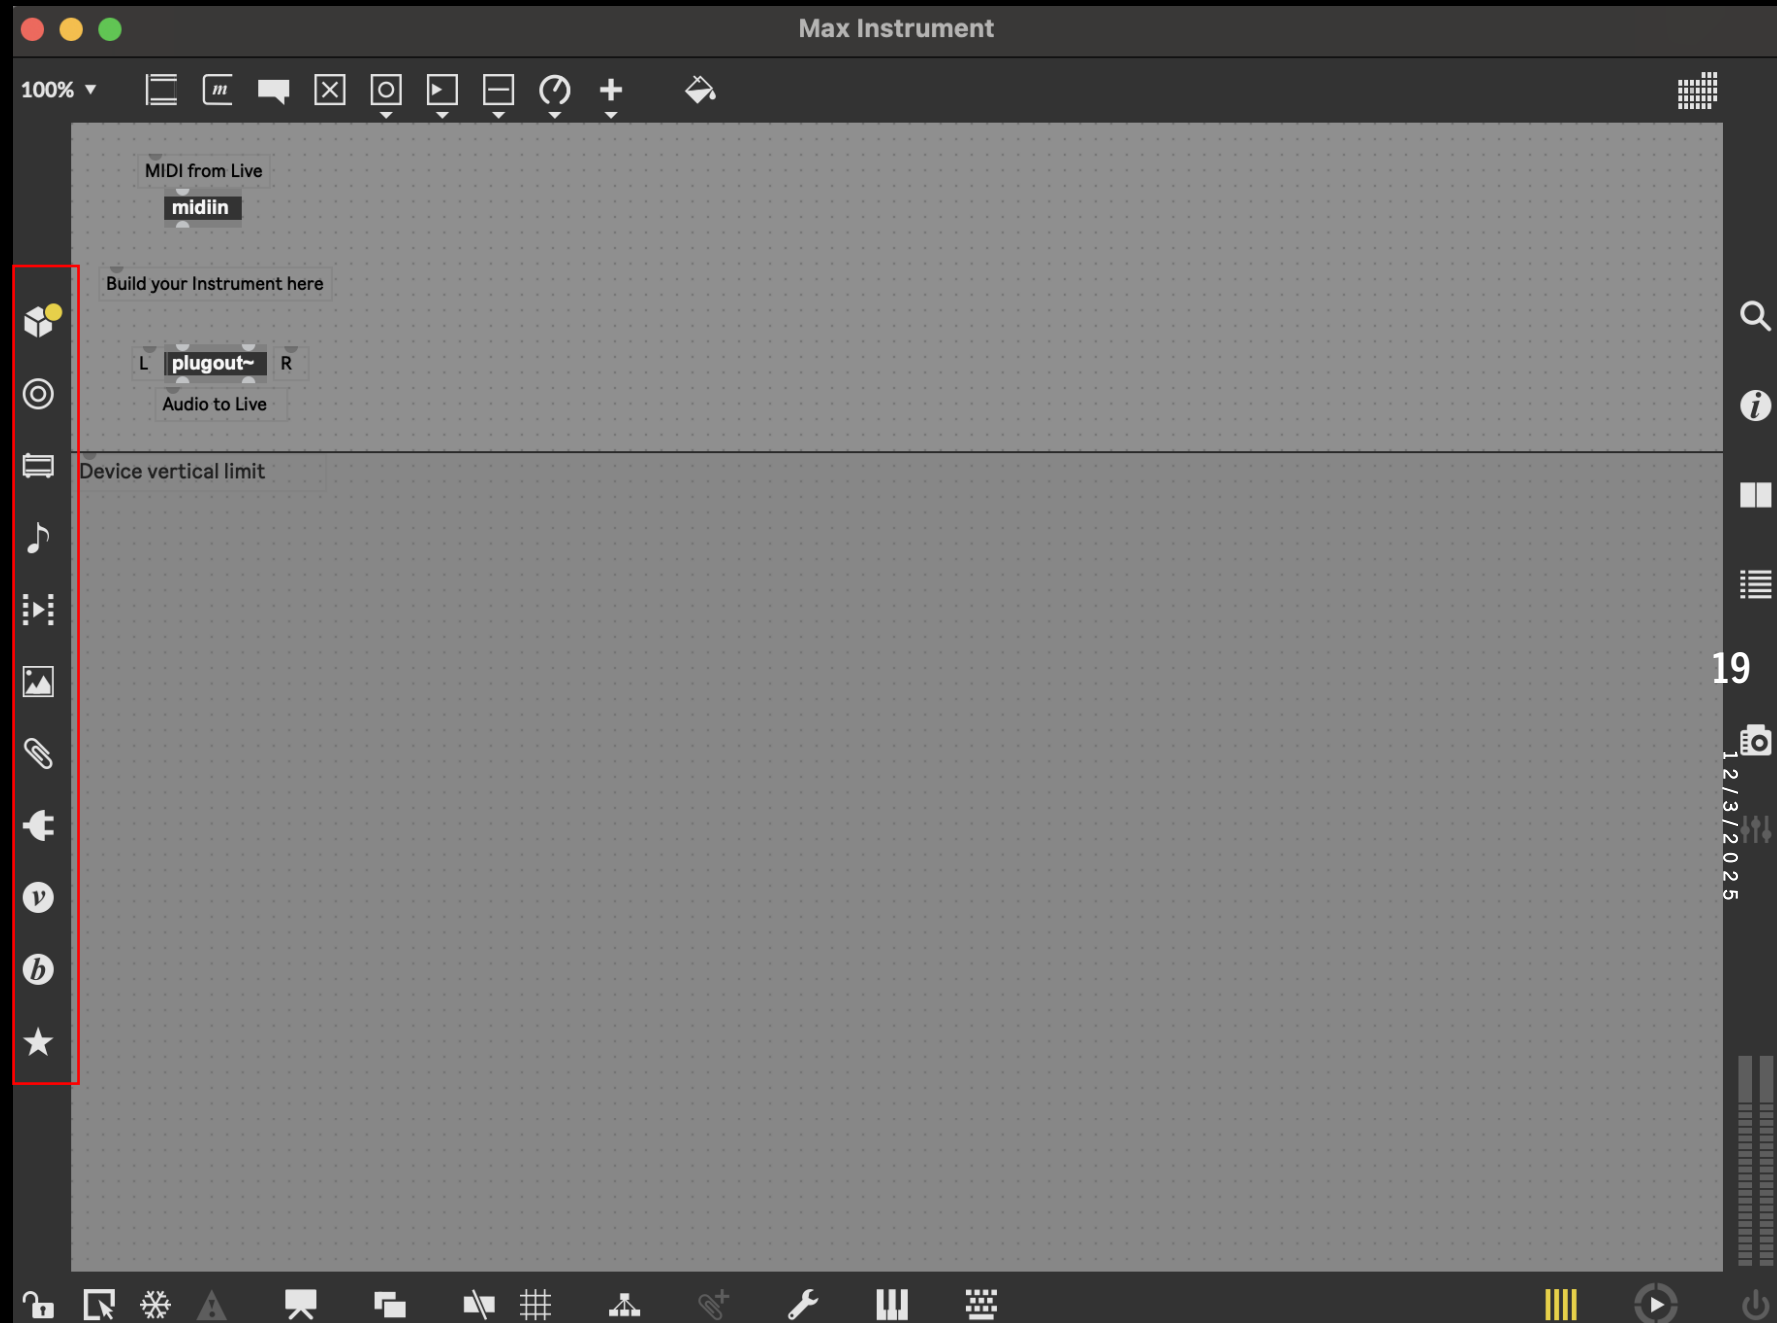 Max Instrument
100%
m
MIDI from Live
midiin
Build your Instrument here
L plugout~ R
Audio to Live
Device vertical limit
i
19
12/3/2025
v
b